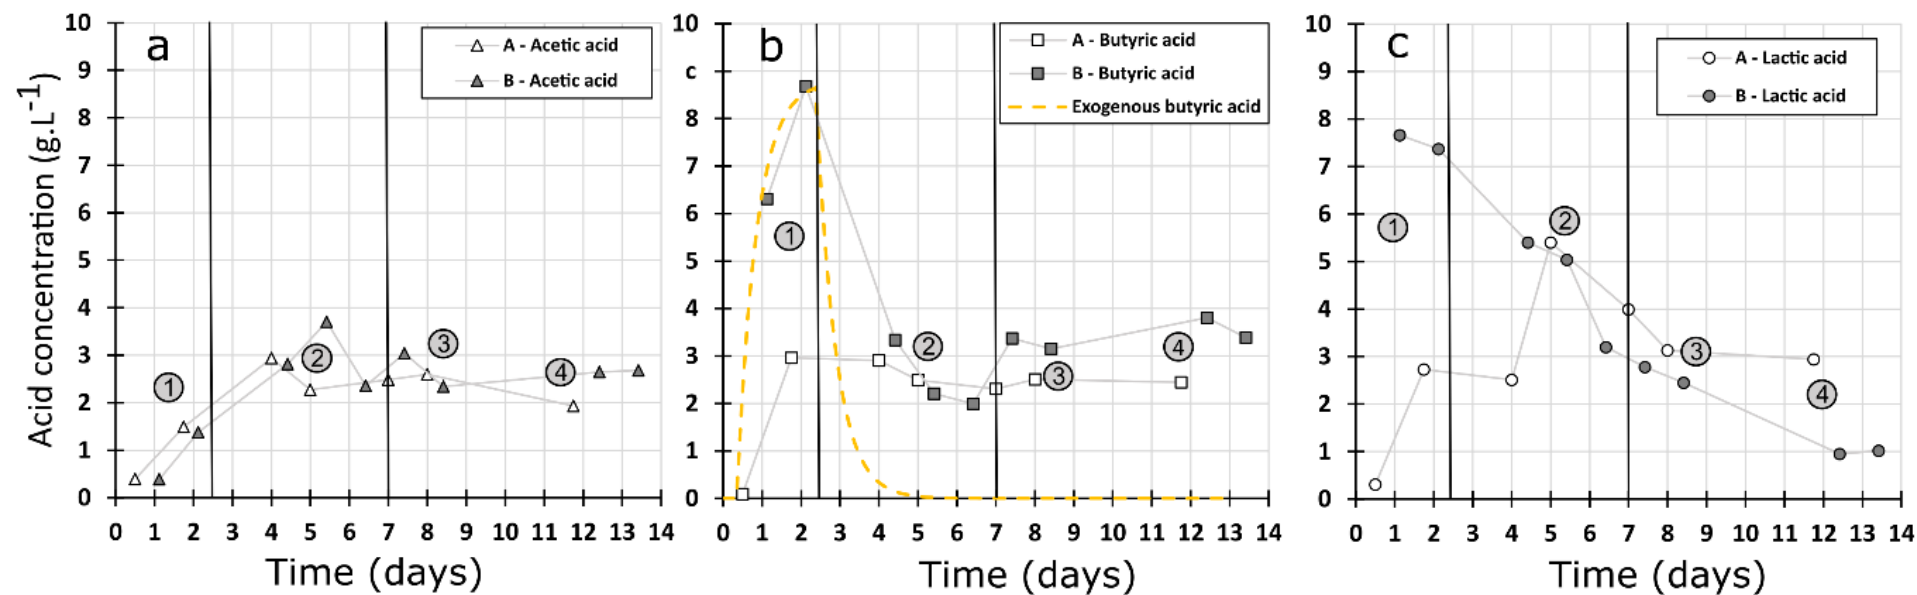 Acid concentration (g.L-1)
a
A - Acetic acid
B - Acetic acid
10
9
8
7
6
5
4
3
2
1
0
1
2
3
4
0 1 2 3 4 5 6 7 8 9 10 11 12 13 14
Time (days)
b
A - Butyric acid
B - Butyric acid
Exogenous butyric acid
10
c
8
7
6
5
4
3
2
1
0
1
2
3
4
0 1 2 3 4 5 6 7 8 9 10 11 12 13 14
Time (days)
c
A - Lactic acid
B - Lactic acid
10
9
8
7
6
5
4
3
2
1
0
1
2
3
4
0 1 2 3 4 5 6 7 8 9 10 11 12 13 14
Time (days)